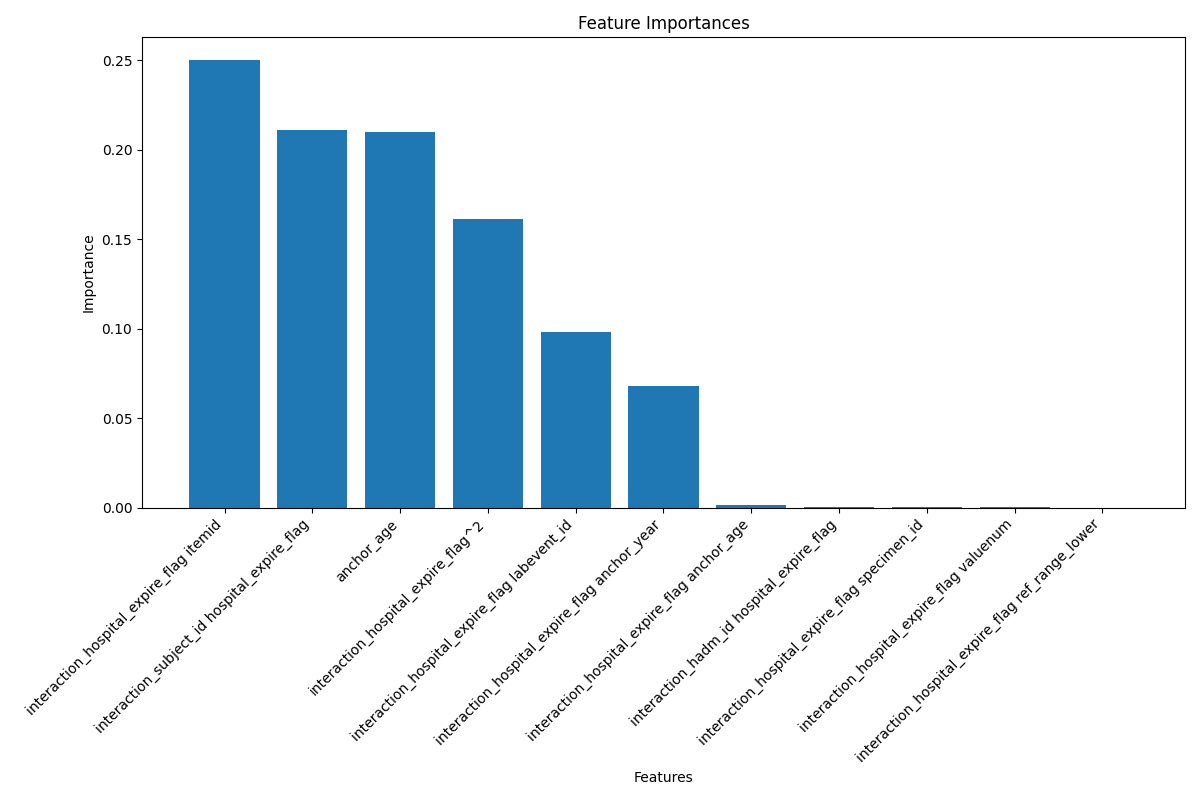 Feature Importances
Importance
0.25
0.20
0.15
0.10
0.05
0.00
interaction_hospital_expire_flag itemid
interaction_subject_id hospital_expire_flag
anchor_age
interaction_hospital_expire_flag^2
interaction_hospital_expire_flag labevent_id
interaction_hospital_expire_flag anchor_year
interaction_hospital_expire_flag anchor_age
interaction_hadm_id hospital_expire_flag
interaction_hospital_expire_flag specimen_id
interaction_hospital_expire_flag valuenum
interaction_hospital_expire_flag ref_range_lower
Features